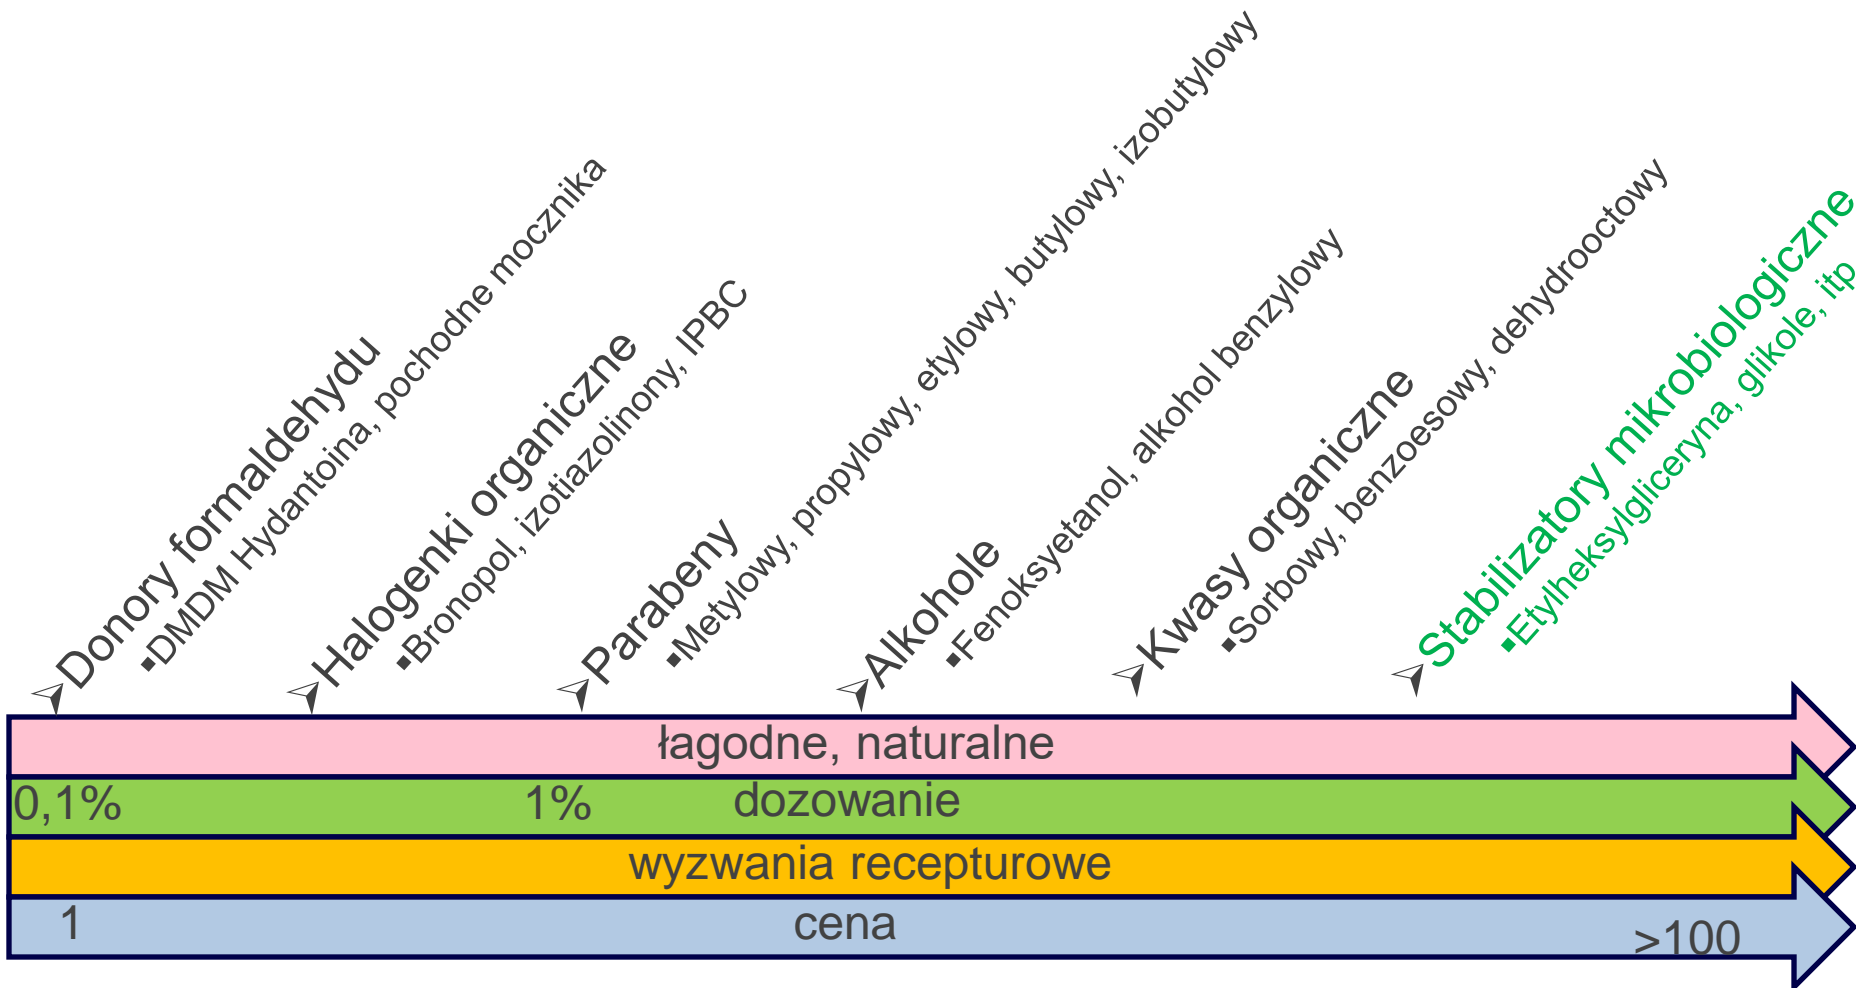 Donory formaldehydu
DMDM Hydantoina, pochodne mocznika
Halogenki organiczne
Bronopol, izotiazolinony, IPBC
Parabeny
Metylowy, propylowy, etylowy, butylowy, izobutylowy
Alkohole
Fenoksyetanol, alkohol benzylowy
Kwasy organiczne
Sorbowy, benzoesowy, dehydrooctowy
Stabilizatory mikrobiologiczne
Etylheksylgliceryna, glikole, itp
łagodne, naturalne
0,1% 1% dozowanie
wyzwania recepturowe
1 cena >100